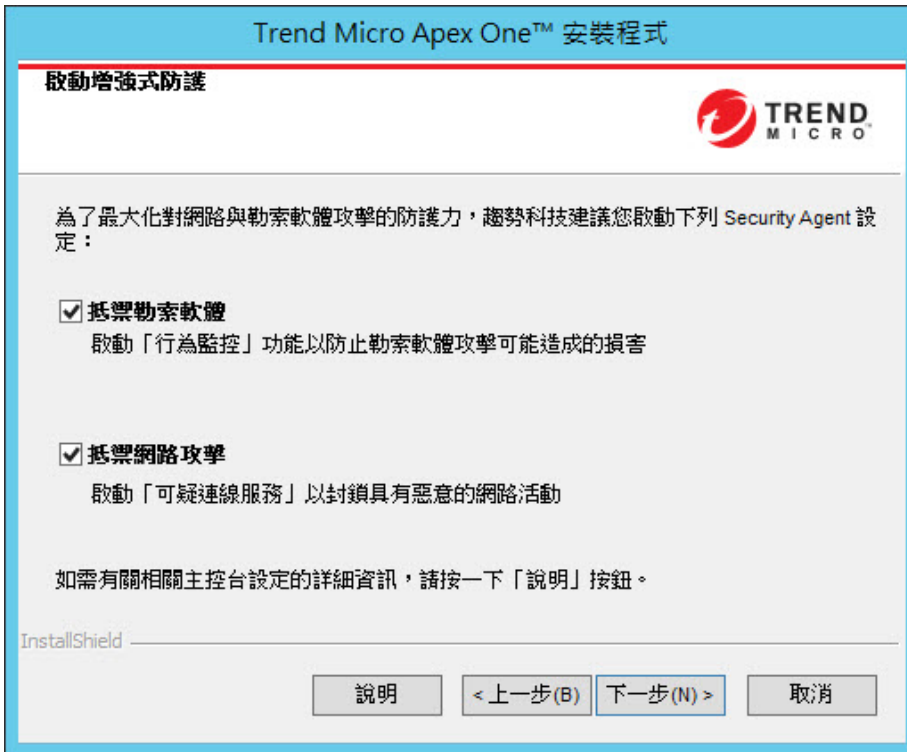 Trend Micro Apex One™ 安裝程式
啟動增強式防護
TREND
MICRO™
為了最大化對網路與勒索軟體攻擊的防護力，趨勢科技建議您啟動下列 Security Agent 設
定：
抵禦勒索軟體
啟動「行為監控」功能以防止勒索軟體攻擊可能造成的損害
抵禦網路攻擊
啟動「可疑連線服務」以封鎖具有惡意的網路活動
如需有關相關主控台設定的詳細資訊，請按一下「說明」按鈕。
InstallShield
說明 <上一步(B) 下一步(N) > 取消